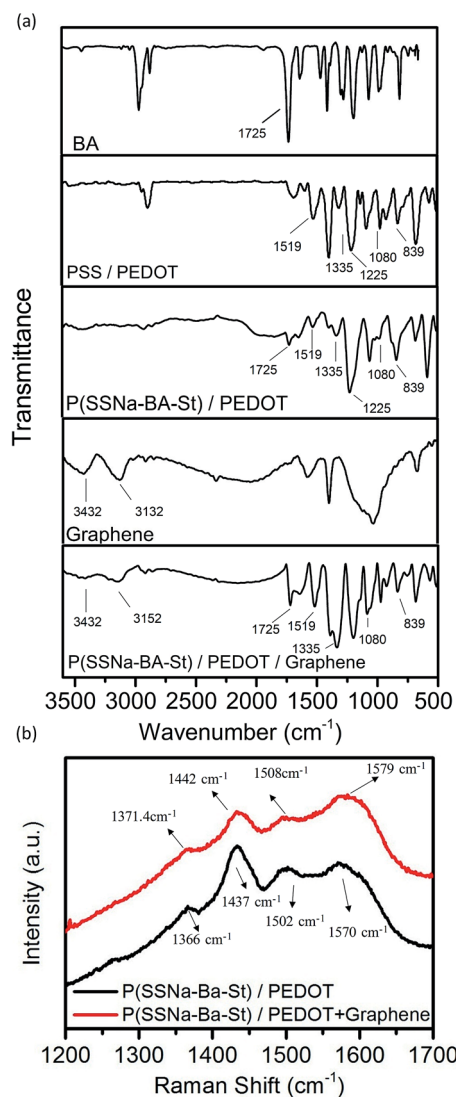 (a)
Transmittance
1725
BA
1519
1335
1225
1080
839
PSS / PEDOT
1725
1519
1335
1225
1080
839
P(SSNa-BA-St) / PEDOT
3432
3132
Graphene
3432
3152
1725
1519
1335
1080
839
P(SSNa-BA-St) / PEDOT / Graphene
3500 3000 2500 2000 1500 1000 500
Wavenumber (cm⁻¹)
(b)
Intensity (a.u.)
1371.4cm⁻¹
1442 cm⁻¹
1508cm⁻¹
1579 cm⁻¹
1366 cm⁻¹
1437 cm⁻¹
1502 cm⁻¹
1570 cm⁻¹
P(SSNa-Ba-St) / PEDOT
P(SSNa-Ba-St) / PEDOT+Graphene
1200 1300 1400 1500 1600 1700
Raman Shift (cm⁻¹)